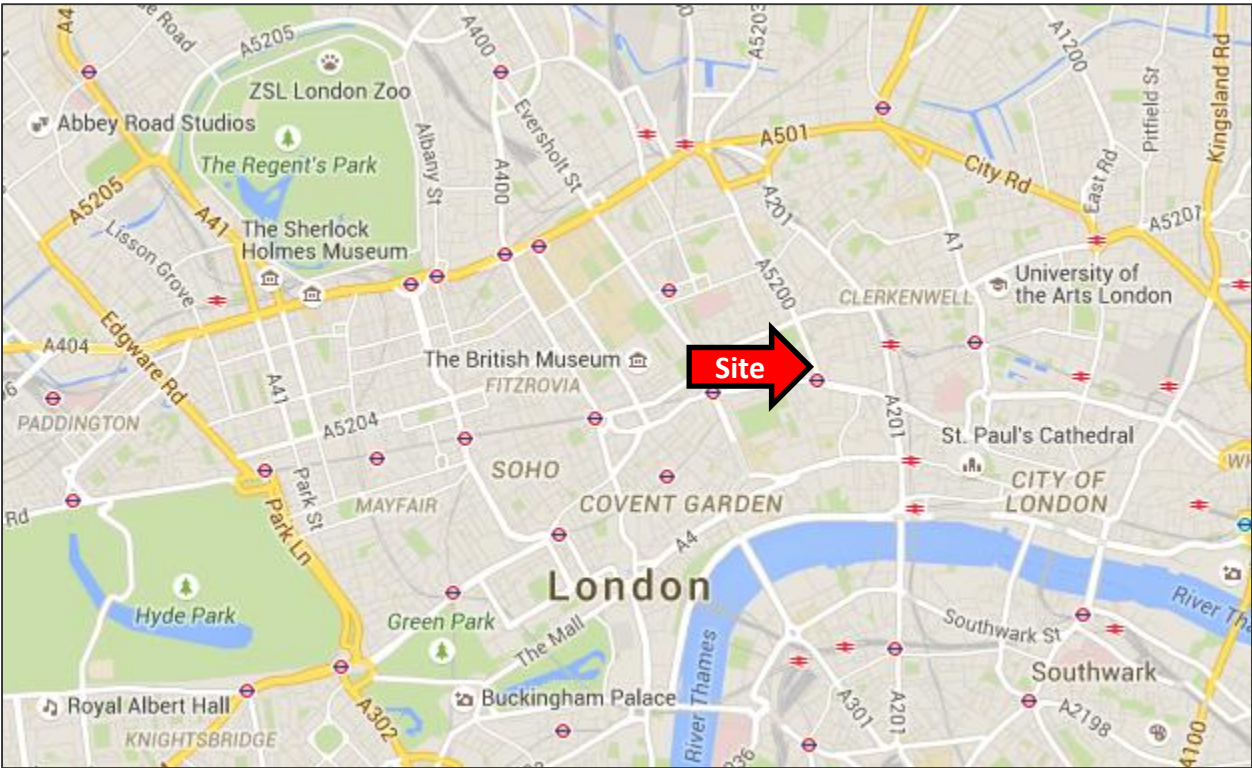 A4
e Road
A5205
A400
A5203
A1200
Pitfield St
Kingsland Rd
ZSL London Zoo
Abbey Road Studios
Eversholt St
Albany St
A501
The Regent's Park
A400
City Rd
East Rd
A5205
A201
A5201
A41
Lisson Grove
The Sherlock
Holmes Museum
A1
A5200
University of
the Arts London
CLERKENWELL
Edgware Rd
A404
The British Museum
Site
FITZROVIA
A41
PADDINGTON
A5204
A201
St. Paul's Cathedral
SOHO
CITY OF
LONDON
Park St
MAYFAIR
COVENT GARDEN
Rd
Park Ln
A4
London
Hyde Park
Green Park
The Mall
River Th
Southwark St
River Thames
Southwark
Royal Albert Hall
Buckingham Palace
A302
A301
A201
A2198
A100
KNIGHTSBRIDGE